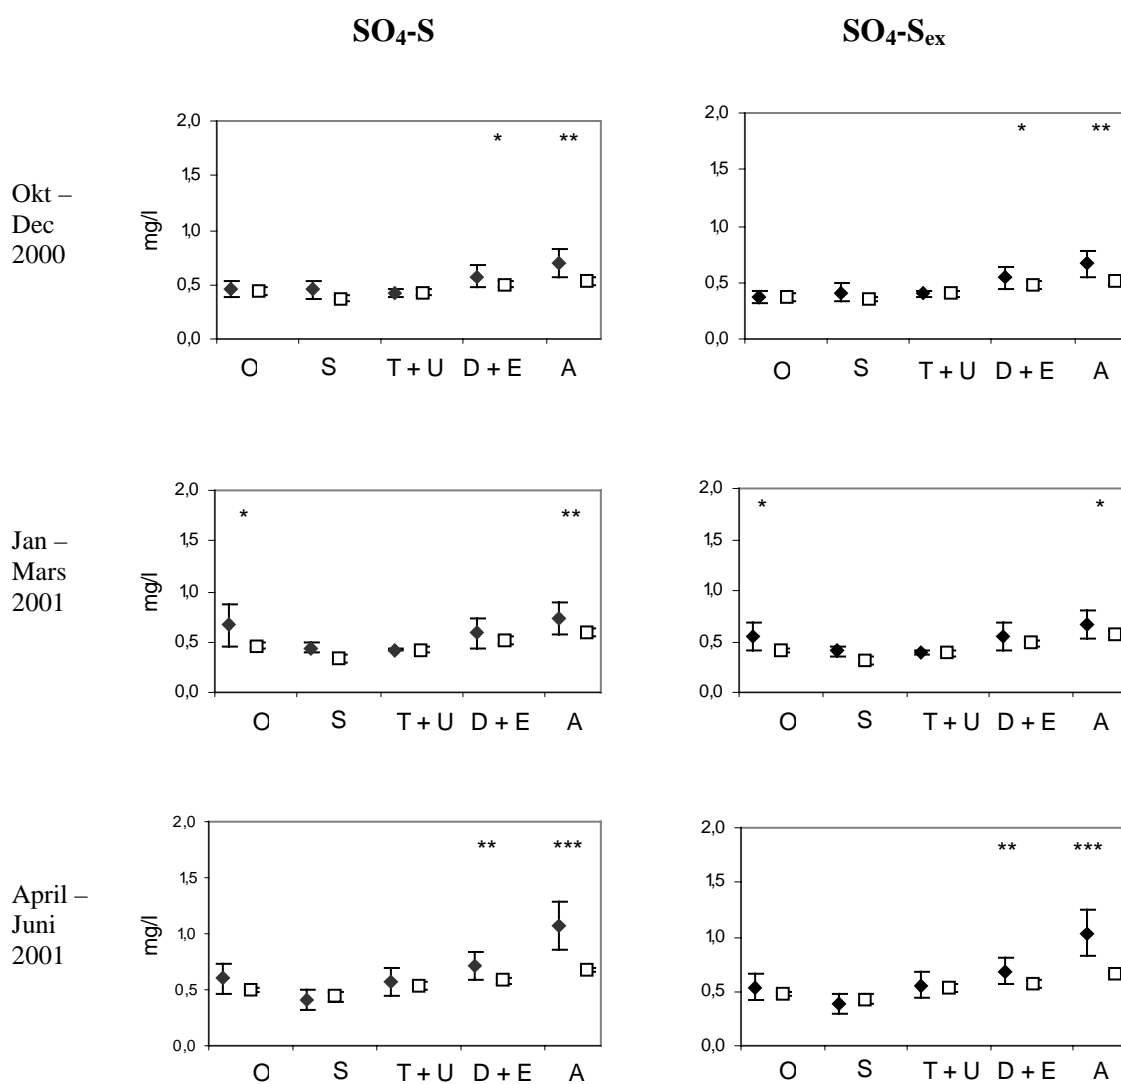 SO4-S
SO4-Sex
Okt –
Dec
2000
mg/l
2,0
1,5
1,0
0,5
0,0
* **
O S T + U D + E A
2,0
1,5
1,0
0,5
0,0
* **
O S T + U D + E A
Jan –
Mars
2001
mg/l
2,0
1,5
1,0
0,5
0,0
* **
O S T + U D + E A
2,0
1,5
1,0
0,5
0,0
* *
O S T + U D + E A
April –
Juni
2001
mg/l
2,0
1,5
1,0
0,5
0,0
** ***
O S T + U D + E A
2,0
1,5
1,0
0,5
0,0
** ***
O S T + U D + E A